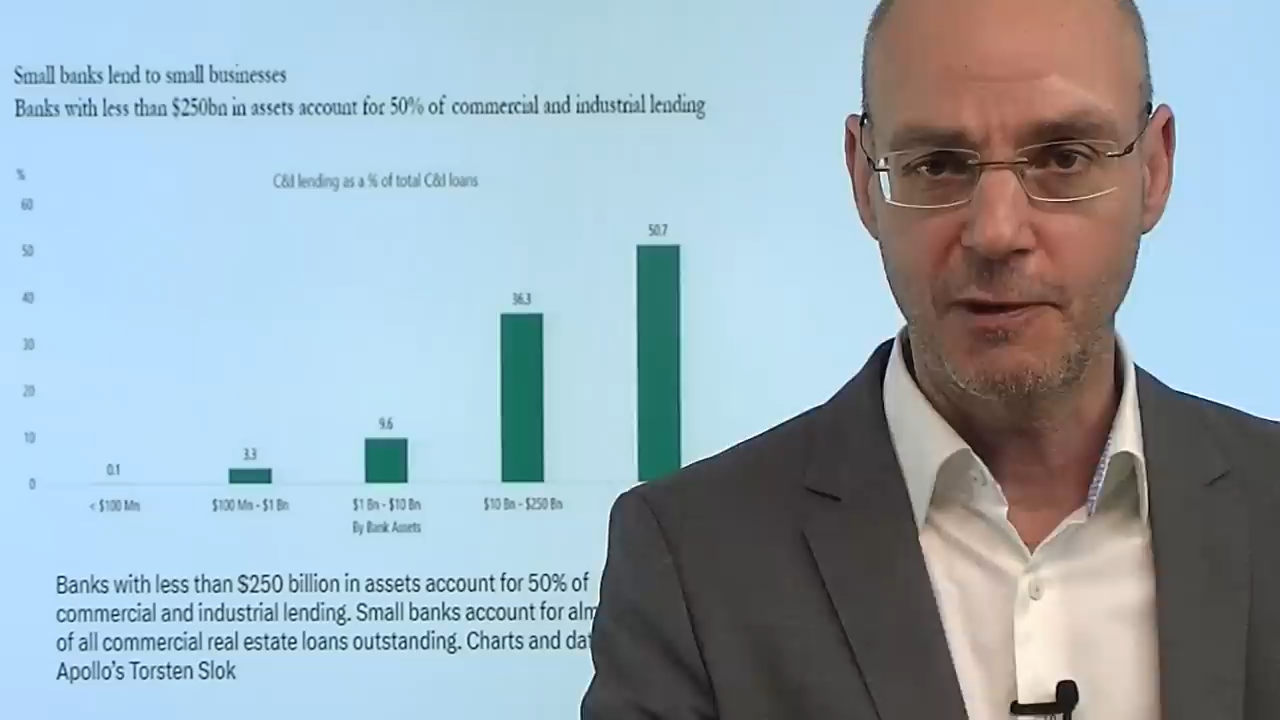 Small banks lend to small businesses
Banks with less than $250bn in assets account for 50% of commercial and industrial lending
%
C&I lending as a % of total C&I loans
60
50
40
30
20
10
0
0.1
3.3
9.6
36.3
50.7
< $100 Mn
$100 Mn - $1 Bn
$1 Bn - $10 Bn
$10 Bn - $250 Bn
By Bank Assets
Banks with less than $250 billion in assets account for 50% of
commercial and industrial lending. Small banks account for
of all commercial real estate loans outstanding. Charts and
Apollo's Torsten Slok